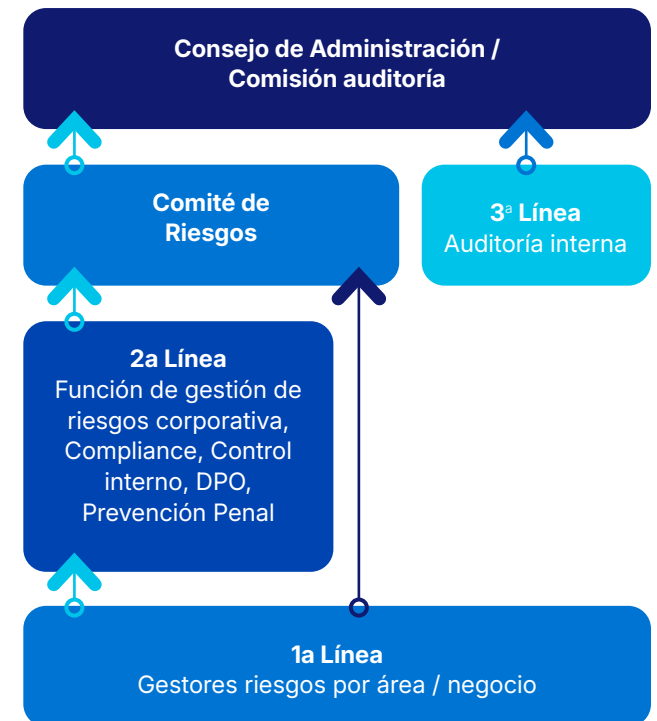 Consejo de Administración /
Comisión auditoría
Comité de
Riesgos
3ª Línea
Auditoría interna
2a Línea
Función de gestión de
riesgos corporativa,
Compliance, Control
interno, DPO,
Prevención Penal
1a Línea
Gestores riesgos por área / negocio